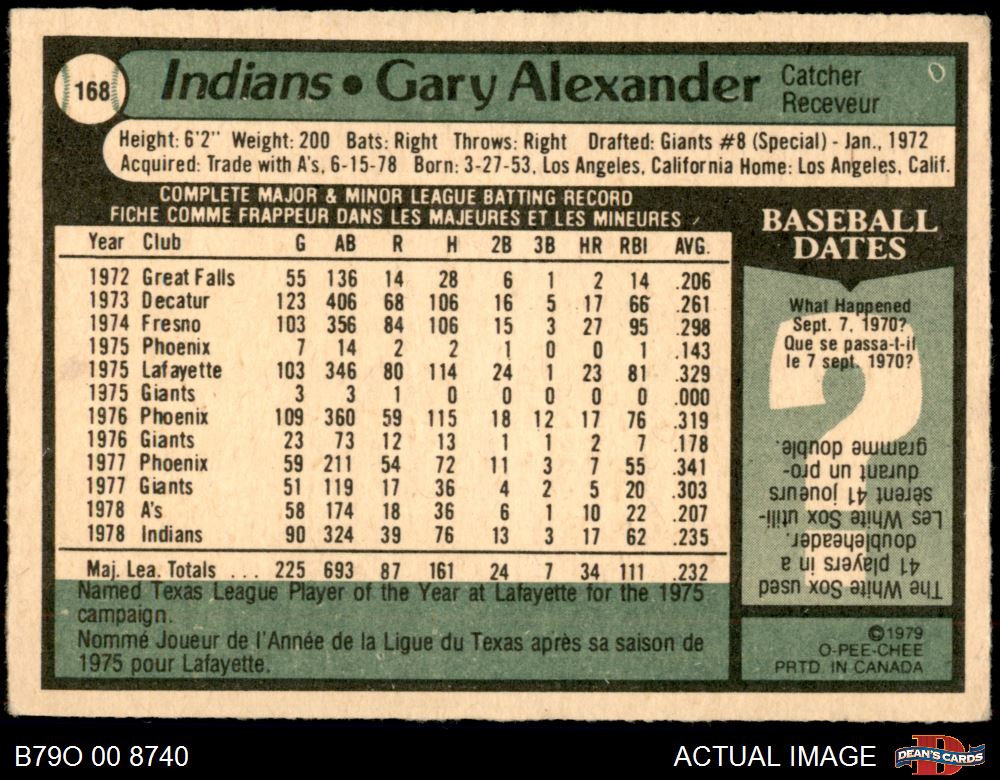 168
Indians • Gary Alexander
Catcher
Receveur
Height: 6'2" Weight: 200 Bats: Right Throws: Right Drafted: Giants #8 (Special) - Jan., 1972
Acquired: Trade with A's, 6-15-78 Born: 3-27-53, Los Angeles, California Home: Los Angeles, Calif.
COMPLETE MAJOR & MINOR LEAGUE BATTING RECORD
FICHE COMME FRAPPEUR DANS LES MAJEURES ET LES MINEURES
Year Club G AB R H 2B 3B HR RBI AVG.
1972 Great Falls 55 136 14 28 6 1 2 14 .206
1973 Decatur 123 406 68 106 16 5 17 66 .261
1974 Fresno 103 356 84 106 15 3 27 95 .298
1975 Phoenix 7 14 2 2 1 0 0 1 .143
1975 Lafayette 103 346 80 114 24 1 23 81 .329
1975 Giants 3 3 1 0 0 0 0 0 .000
1976 Phoenix 109 360 59 115 18 12 17 76 .319
1976 Giants 23 73 12 13 1 1 2 7 .178
1977 Phoenix 59 211 54 72 11 3 7 55 .341
1977 Giants 51 119 17 36 4 2 5 20 .303
1978 A's 58 174 18 36 6 1 10 22 .207
1978 Indians 90 324 39 76 13 3 17 62 .235
Maj. Lea. Totals ... 225 693 87 161 24 7 34 111 .232
Named Texas League Player of the Year at Lafayette for the 1975
campaign.
Nommé Joueur de l'Année de la Ligue du Texas après sa saison de
1975 pour Lafayette.
BASEBALL
DATES
What Happened
Sept. 7, 1970?
Que se passa-t-il
le 7 sept. 1970?
The White Sox used
41 players in a
doubleheader.
Les White Sox utili-
sèrent 41 joueurs
durant un pro-
gramme double.
©1979
O-PEE-CHEE
PRTD. IN CANADA
B79O 00 8740
ACTUAL IMAGE
D
DEAN'S CARDS